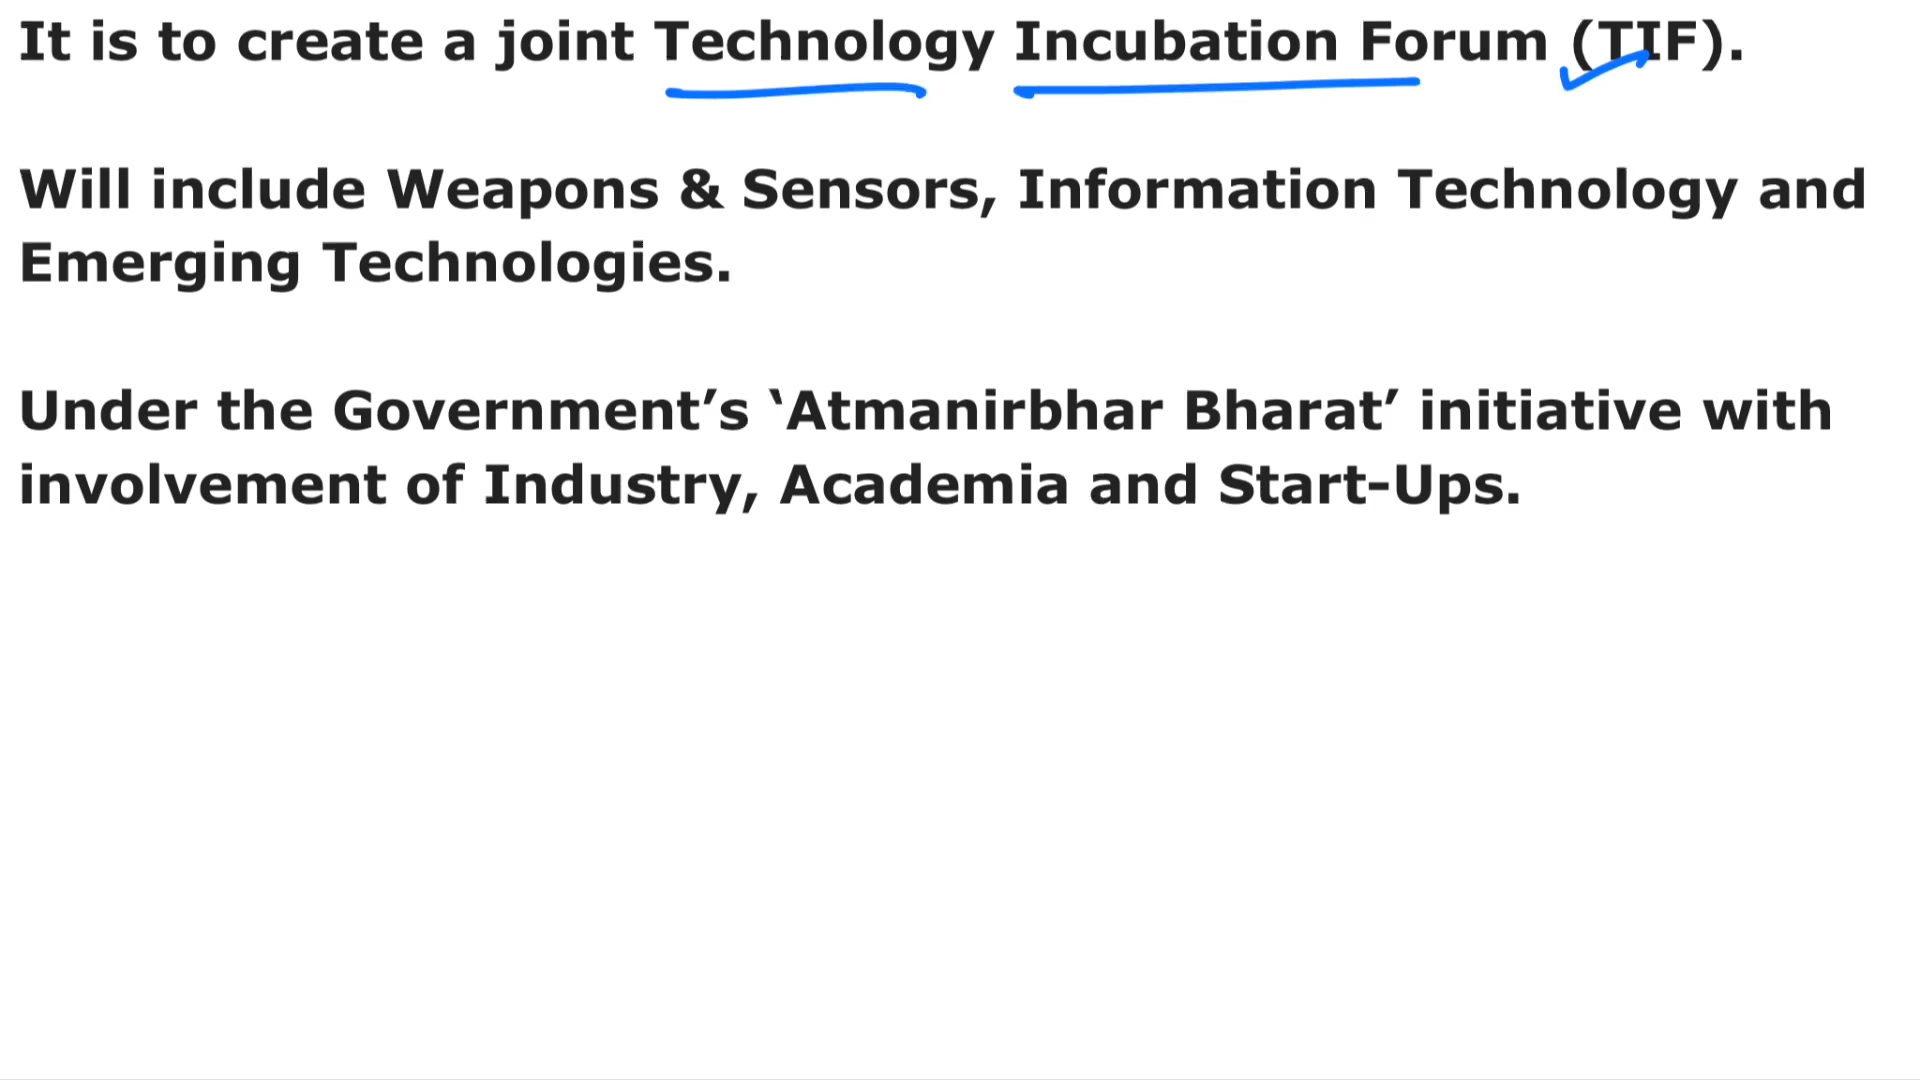 It is to create a joint Technology Incubation Forum (TIF).
Will include Weapons & Sensors, Information Technology and
Emerging Technologies.
Under the Government’s ‘Atmanirbhar Bharat’ initiative with
involvement of Industry, Academia and Start-Ups.